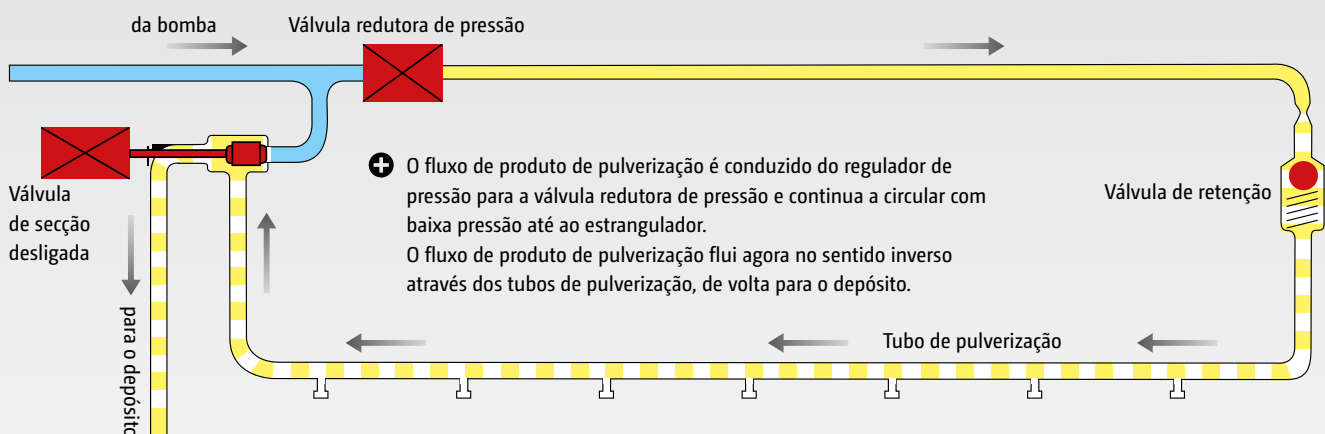 da bomba
Válvula redutora de pressão
Válvula
de secção
desligada
O fluxo de produto de pulverização é conduzido do regulador de
pressão para a válvula redutora de pressão e continua a circular com
baixa pressão até ao estrangulador.
O fluxo de produto de pulverização flui agora no sentido inverso
através dos tubos de pulverização, de volta para o depósito.
Válvula de retenção
para o depósito
Tubo de pulverização